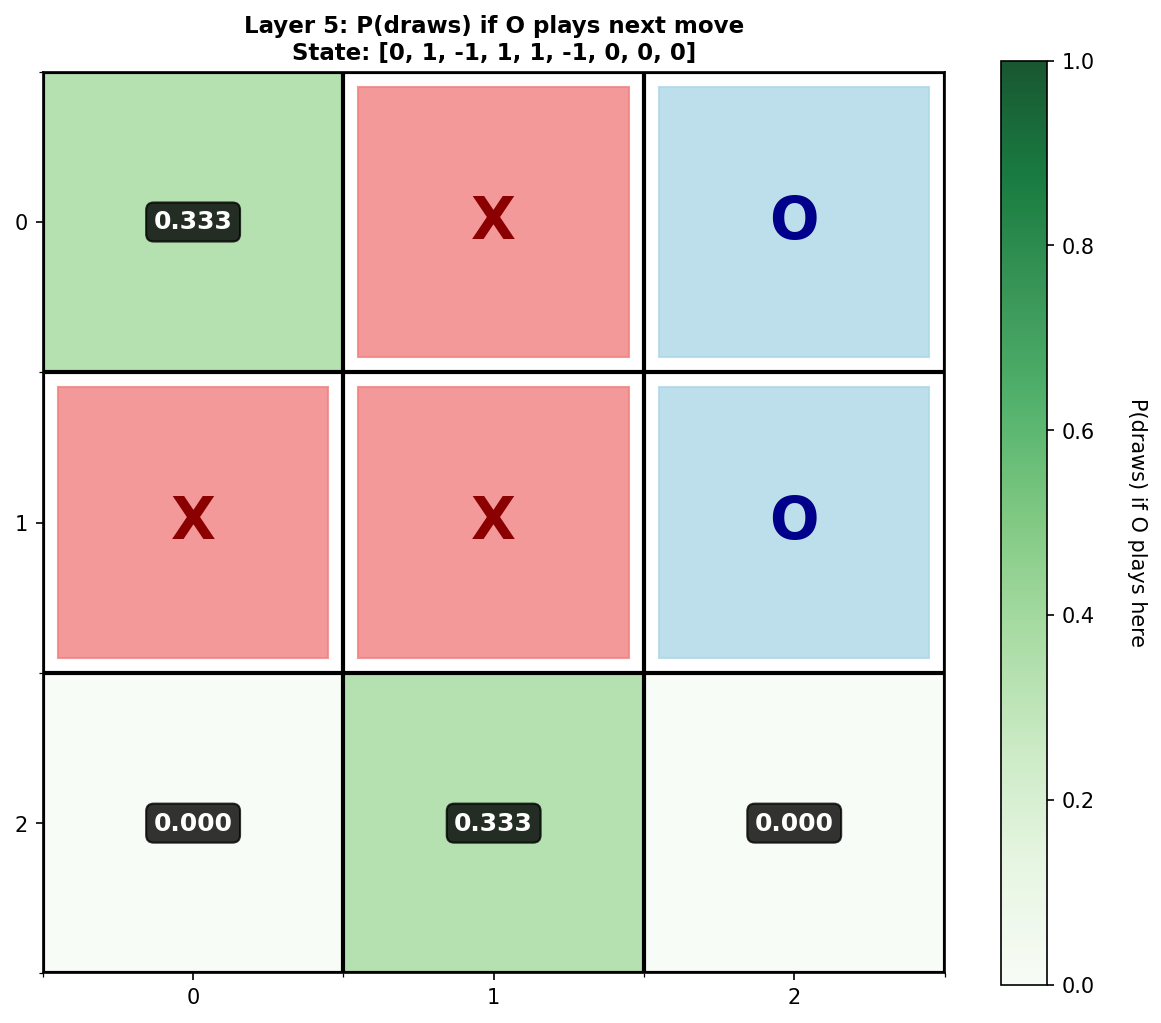 Layer 5: P(draws) if O plays next move
State: [0, 1, -1, 1, 1, -1, 0, 0, 0]
0
0.333
X
O
1
X
X
O
2
0.000
0.333
0.000
0
1
2
1.0
0.8
0.6
0.4
0.2
0.0
P(draws) if O plays here